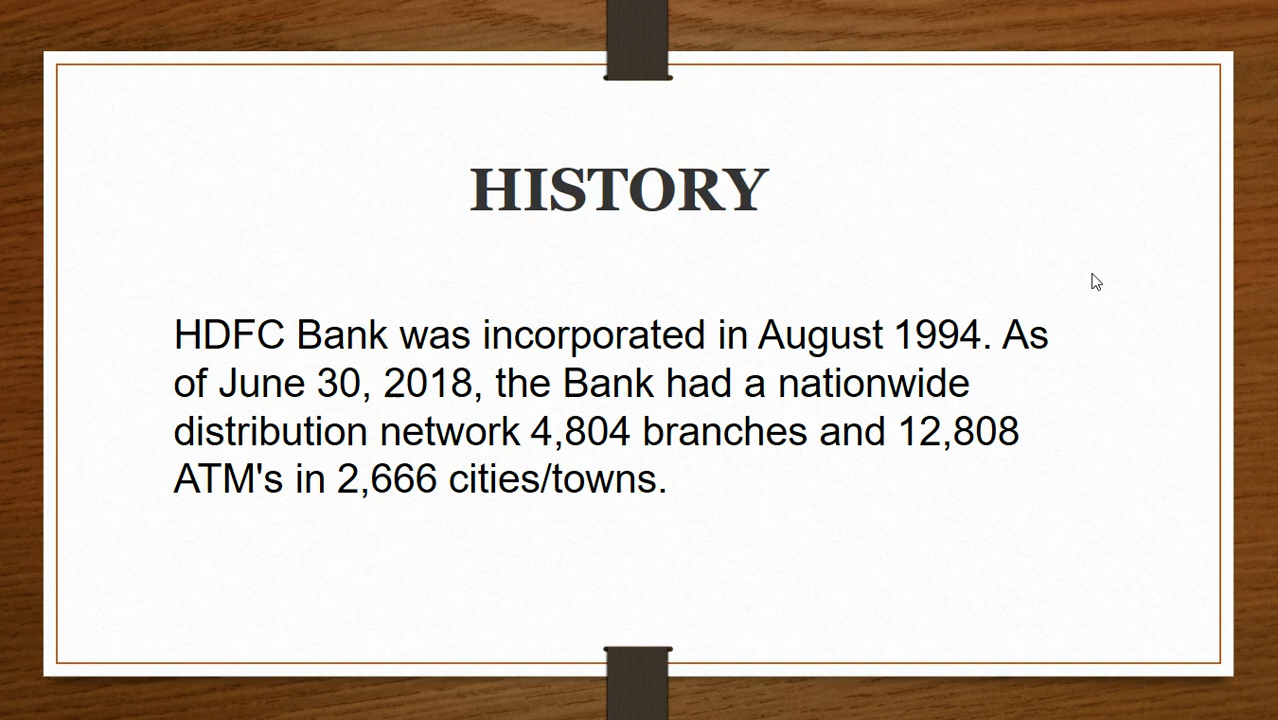 HISTORY
HDFC Bank was incorporated in August 1994. As
of June 30, 2018, the Bank had a nationwide
distribution network 4,804 branches and 12,808
ATM's in 2,666 cities/towns.